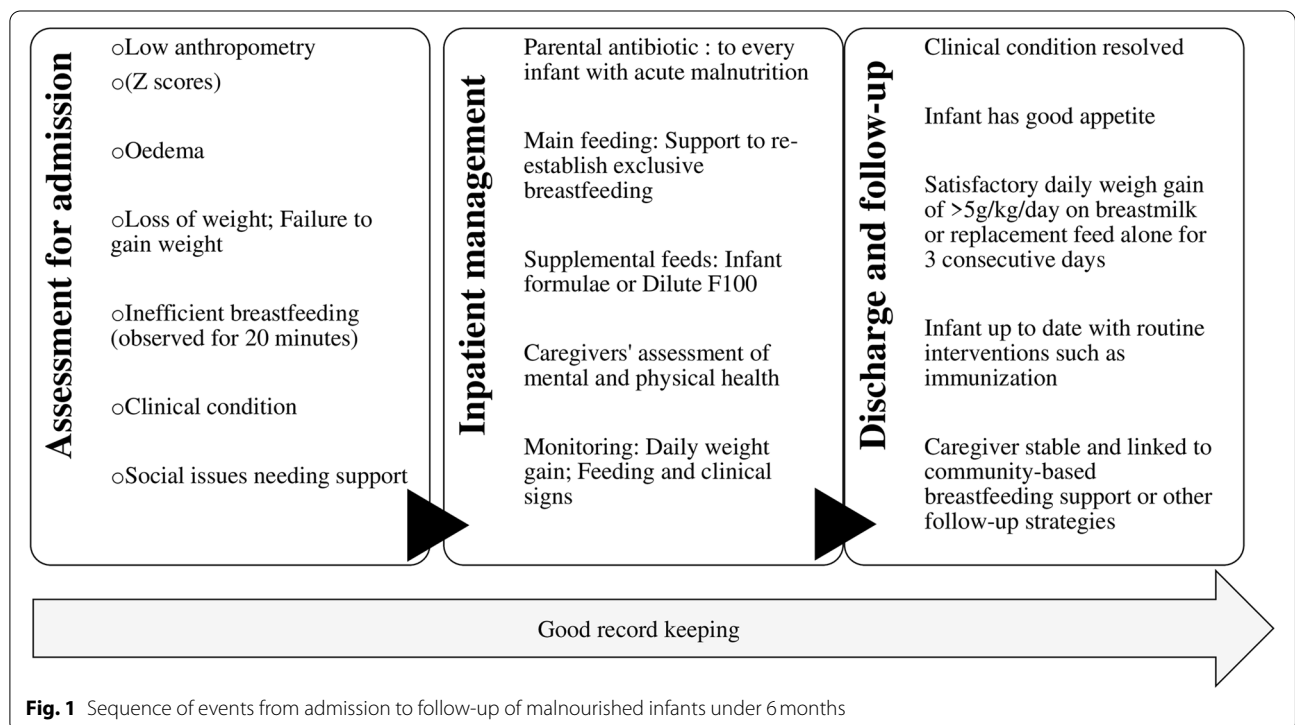 Assessment for admission
○Low anthropometry
○(Z scores)
○Oedema
○Loss of weight; Failure to
gain weight
○Inefficient breastfeeding
(observed for 20 minutes)
○Clinical condition
○Social issues needing support
Inpatient management
Parental antibiotic : to every
infant with acute malnutrition
Main feeding: Support to re-
establish exclusive
breastfeeding
Supplemental feeds: Infant
formulae or Dilute F100
Caregivers' assessment of
mental and physical health
Monitoring: Daily weight
gain; Feeding and clinical
signs
Discharge and follow-up
Clinical condition resolved
Infant has good appetite
Satisfactory daily weigh gain
of >5g/kg/day on breastmilk
or replacement feed alone for
3 consecutive days
Infant up to date with routine
interventions such as
immunization
Caregiver stable and linked to
community-based
breastfeeding support or other
follow-up strategies
Good record keeping
Fig. 1 Sequence of events from admission to follow-up of malnourished infants under 6 months